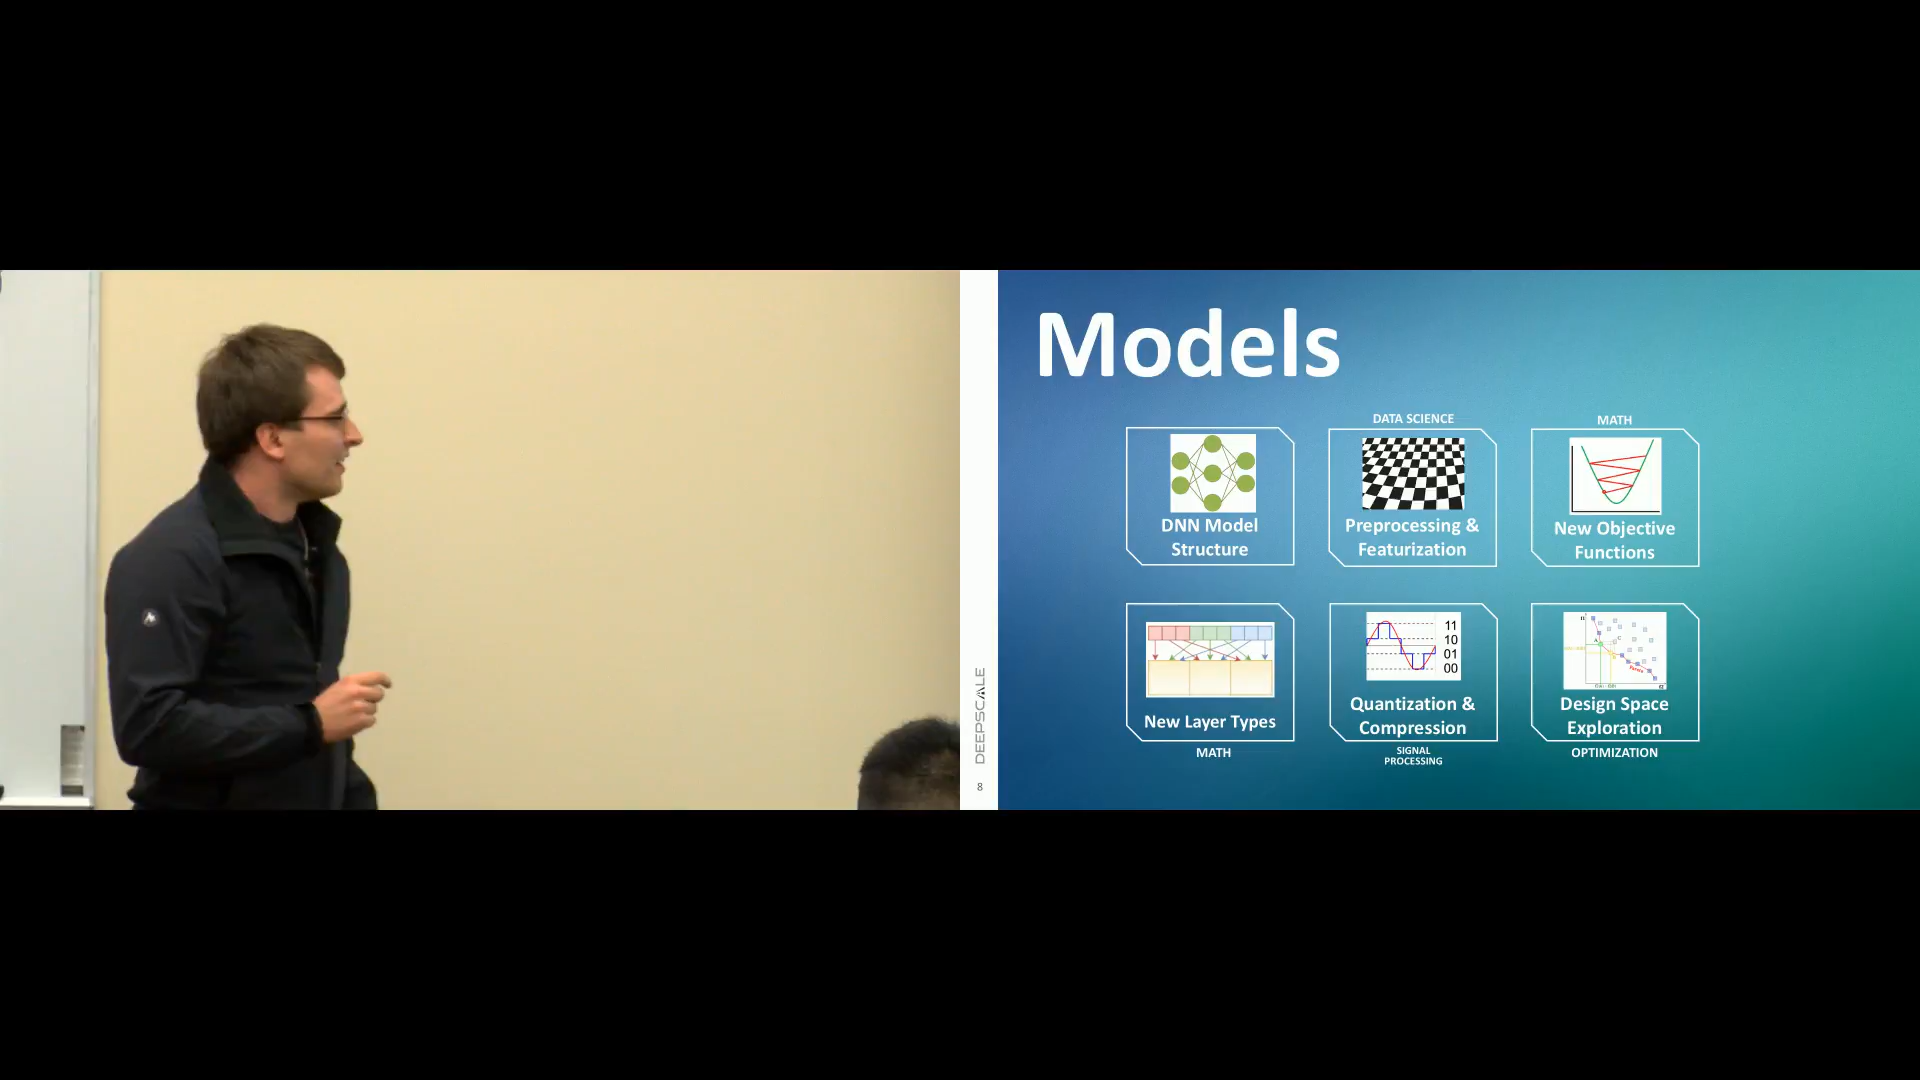 Models
DATA SCIENCE
MATH
DNN Model
Structure
Preprocessing &
Featurization
New Objective
Functions
11
10
01
00
New Layer Types
Quantization &
Compression
Design Space
Exploration
MATH
SIGNAL
PROCESSING
OPTIMIZATION
DEEPSCALE
8